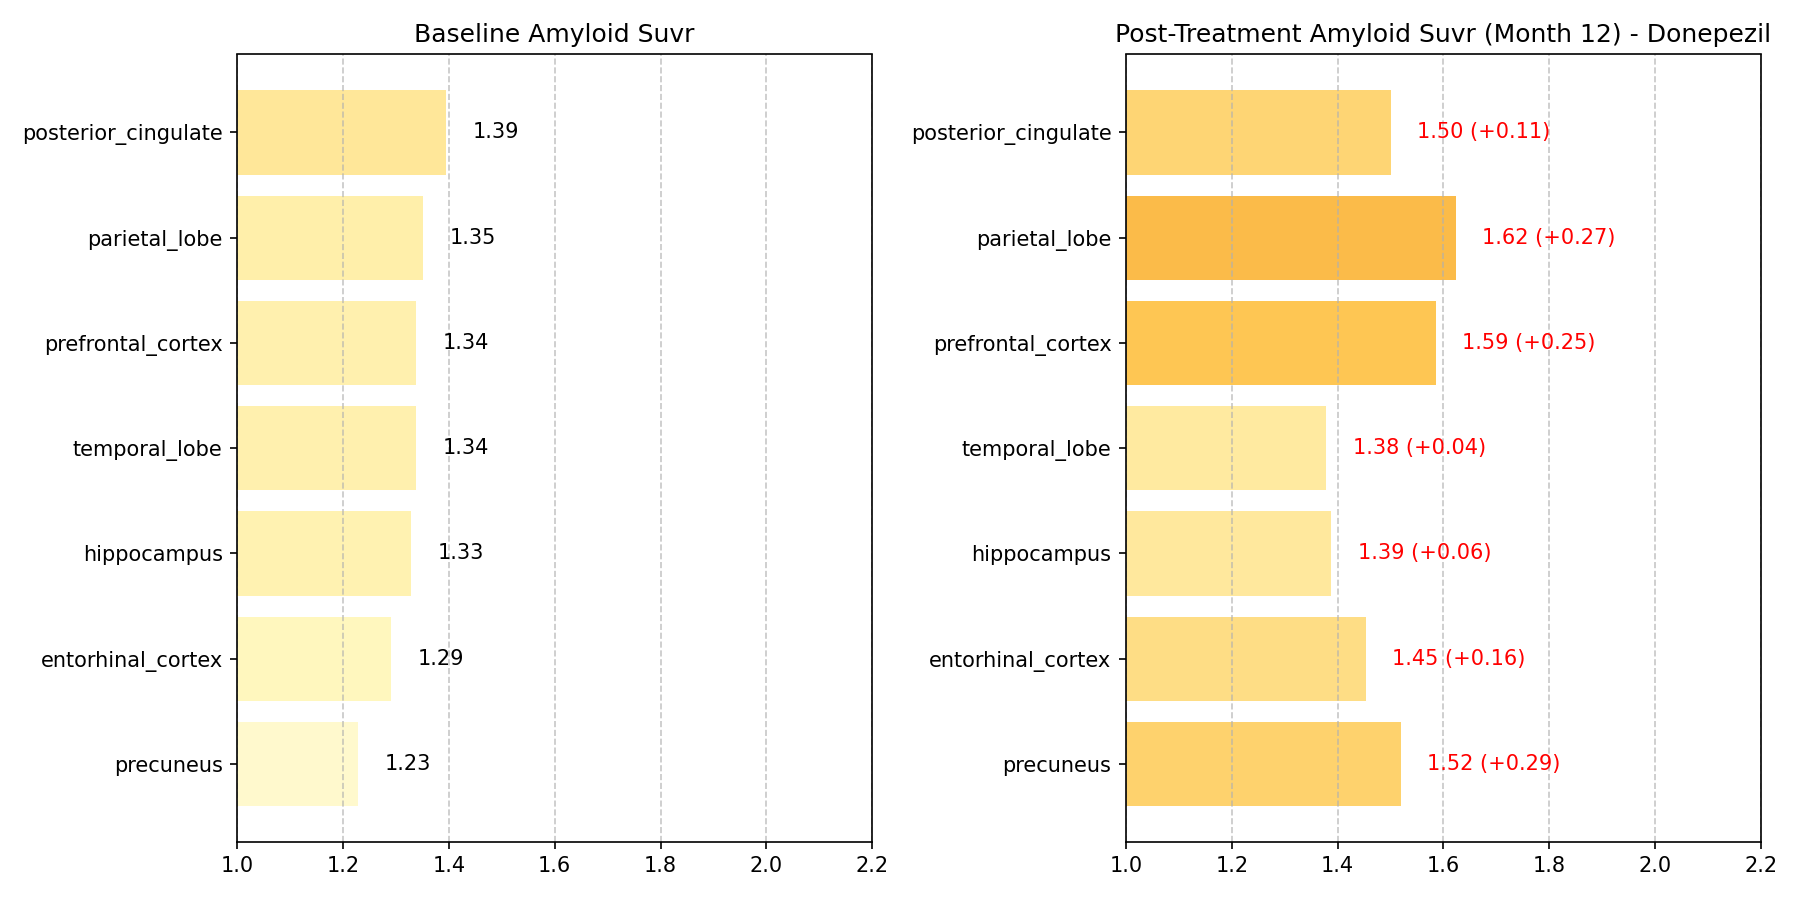 Baseline Amyloid Suvr
posterior_cingulate
1.39
parietal_lobe
1.35
prefrontal_cortex
1.34
temporal_lobe
1.34
hippocampus
1.33
entorhinal_cortex
1.29
precuneus
1.23
1.0 1.2 1.4 1.6 1.8 2.0 2.2
Post-Treatment Amyloid Suvr (Month 12) - Donepezil
posterior_cingulate
1.50 (+0.11)
parietal_lobe
1.62 (+0.27)
prefrontal_cortex
1.59 (+0.25)
temporal_lobe
1.38 (+0.04)
hippocampus
1.39 (+0.06)
entorhinal_cortex
1.45 (+0.16)
precuneus
1.52 (+0.29)
1.0 1.2 1.4 1.6 1.8 2.0 2.2